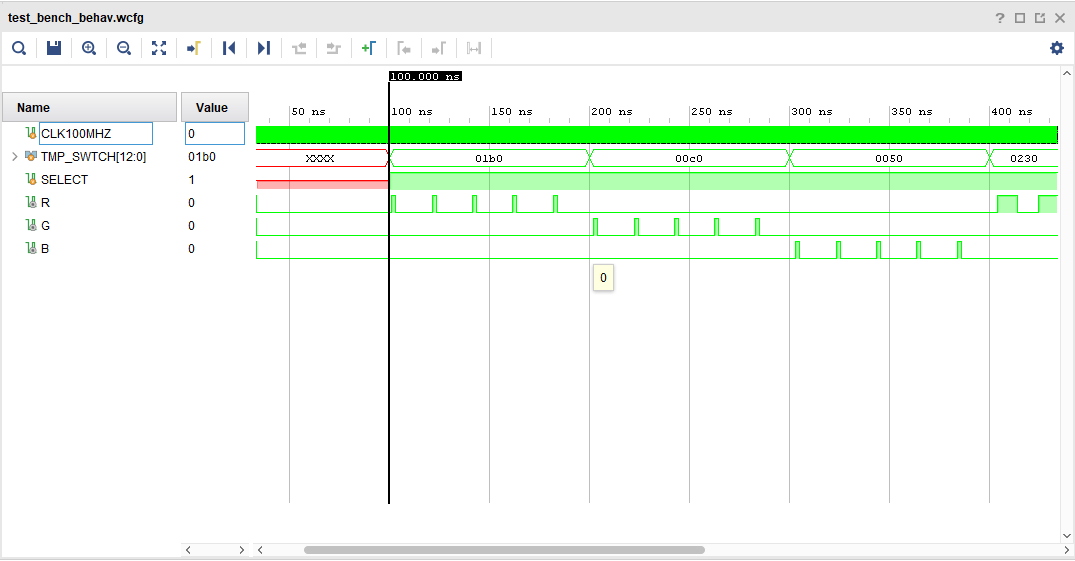 test_bench_behav.wcfg
?
100.000 ns
Name Value
50 ns 100 ns 150 ns 200 ns 250 ns 300 ns 350 ns 400 ns
CLK100MHZ 0
TMP_SWTCH[12:0] 01b0 XXXX 01b0 00c0 0050 0230
SELECT 1
R 0
G 0
B 0
0